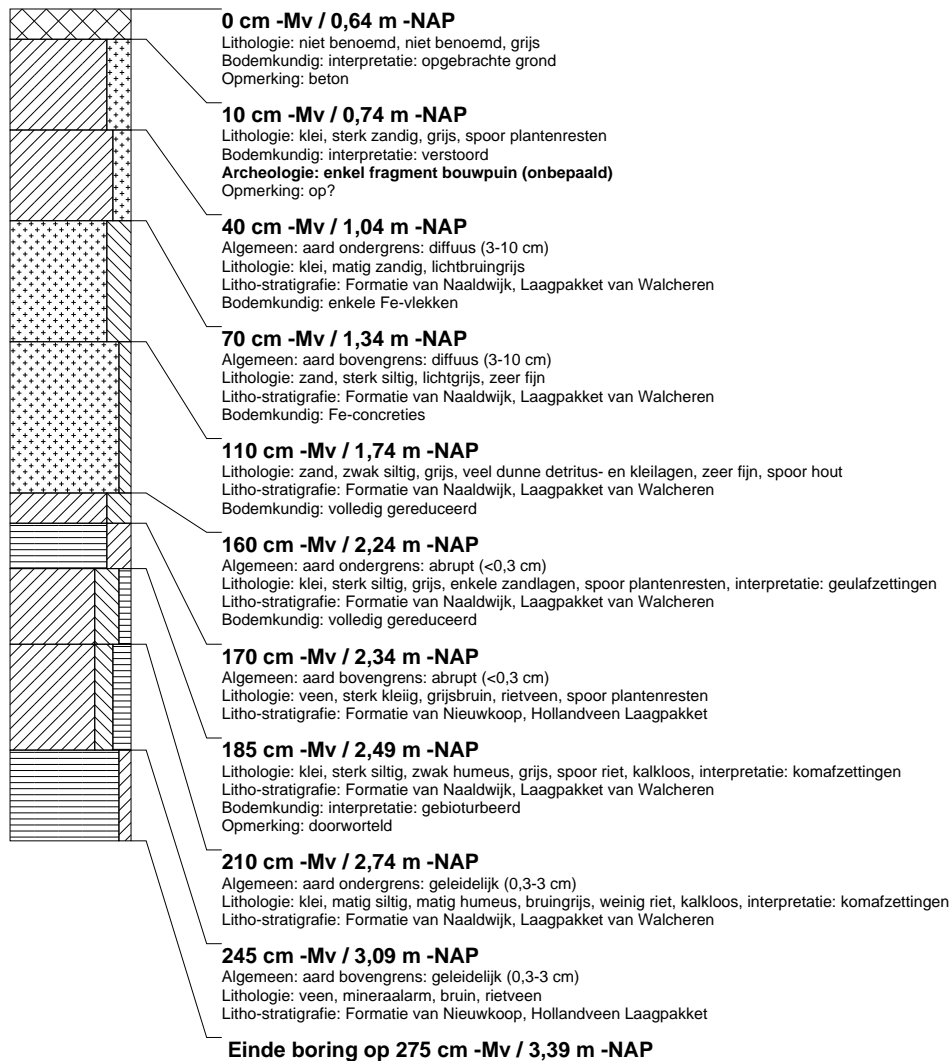 0 cm -Mv / 0,64 m -NAP
Lithologie: niet benoemd, niet benoemd, grijs
Bodemkundig: interpretatie: opgebrachte grond
Opmerking: beton
10 cm -Mv / 0,74 m -NAP
Lithologie: klei, sterk zandig, grijs, spoor plantenresten
Bodemkundig: interpretatie: verstoord
Archeologie: enkel fragment bouwpuin (onbepaald)
Opmerking: op?
40 cm -Mv / 1,04 m -NAP
Algemeen: aard ondergrens: diffuus (3-10 cm)
Lithologie: klei, matig zandig, lichtbruingrijs
Litho-stratigrafie: Formatie van Naaldwijk, Laagpakket van Walcheren
Bodemkundig: enkele Fe-vlekken
70 cm -Mv / 1,34 m -NAP
Algemeen: aard bovengrens: diffuus (3-10 cm)
Lithologie: zand, sterk siltig, lichtgrijs, zeer fijn
Litho-stratigrafie: Formatie van Naaldwijk, Laagpakket van Walcheren
Bodemkundig: Fe-concreties
110 cm -Mv / 1,74 m -NAP
Lithologie: zand, zwak siltig, grijs, veel dunne detritus- en kleilagen, zeer fijn, spoor hout
Litho-stratigrafie: Formatie van Naaldwijk, Laagpakket van Walcheren
Bodemkundig: volledig gereduceerd
160 cm -Mv / 2,24 m -NAP
Algemeen: aard ondergrens: abrupt (<0,3 cm)
Lithologie: klei, sterk siltig, grijs, enkele zandlagen, spoor plantenresten, interpretatie: geulafzettingen
Litho-stratigrafie: Formatie van Naaldwijk, Laagpakket van Walcheren
Bodemkundig: volledig gereduceerd
170 cm -Mv / 2,34 m -NAP
Algemeen: aard bovengrens: abrupt (<0,3 cm)
Lithologie: veen, sterk kleiig, grijsbruin, rietveen, spoor plantenresten
Litho-stratigrafie: Formatie van Nieuwkoop, Hollandveen Laagpakket
185 cm -Mv / 2,49 m -NAP
Lithologie: klei, sterk siltig, zwak humeus, grijs, spoor riet, kalkloos, interpretatie: komafzettingen
Litho-stratigrafie: Formatie van Naaldwijk, Laagpakket van Walcheren
Bodemkundig: interpretatie: gebioturbeerd
Opmerking: doorworteld
210 cm -Mv / 2,74 m -NAP
Algemeen: aard ondergrens: geleidelijk (0,3-3 cm)
Lithologie: klei, matig siltig, matig humeus, bruingrijs, weinig riet, kalkloos, interpretatie: komafzettingen
Litho-stratigrafie: Formatie van Naaldwijk, Laagpakket van Walcheren
245 cm -Mv / 3,09 m -NAP
Algemeen: aard bovengrens: geleidelijk (0,3-3 cm)
Lithologie: veen, mineraalarm, bruin, rietveen
Litho-stratigrafie: Formatie van Nieuwkoop, Hollandveen Laagpakket
Einde boring op 275 cm -Mv / 3,39 m -NAP